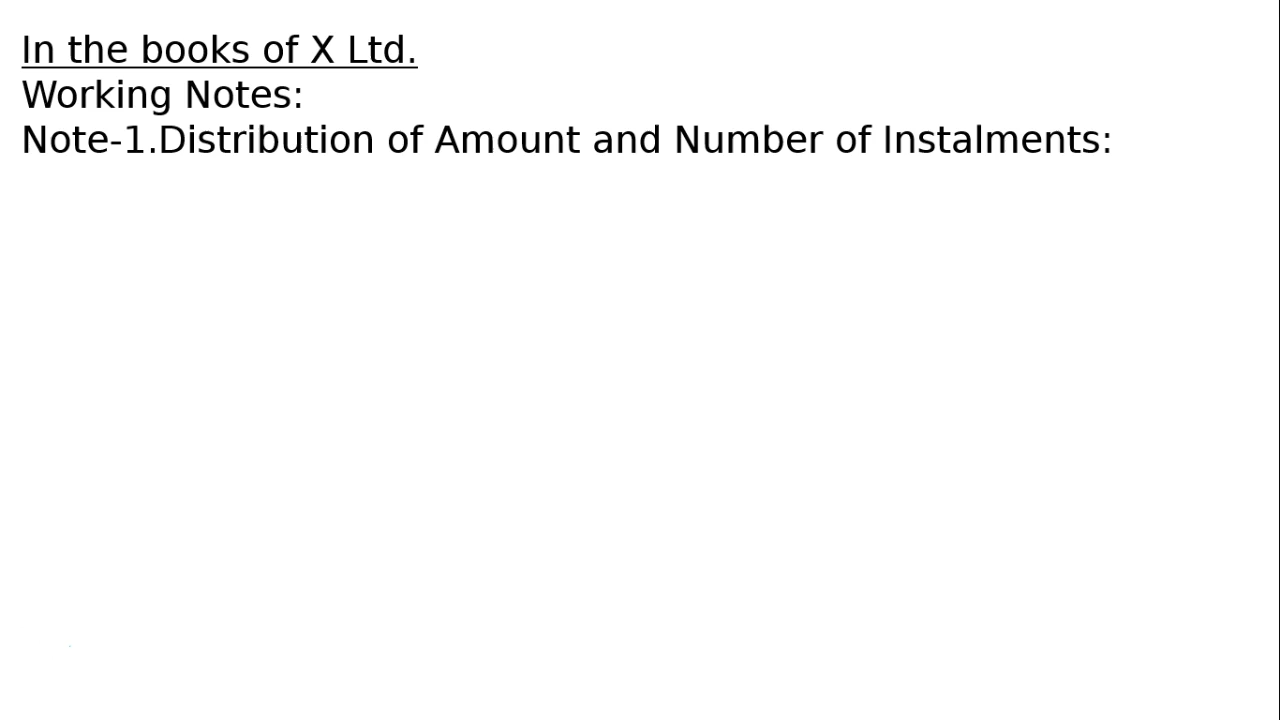 In the books of X Ltd.
Working Notes:
Note-1.Distribution of Amount and Number of Instalments: